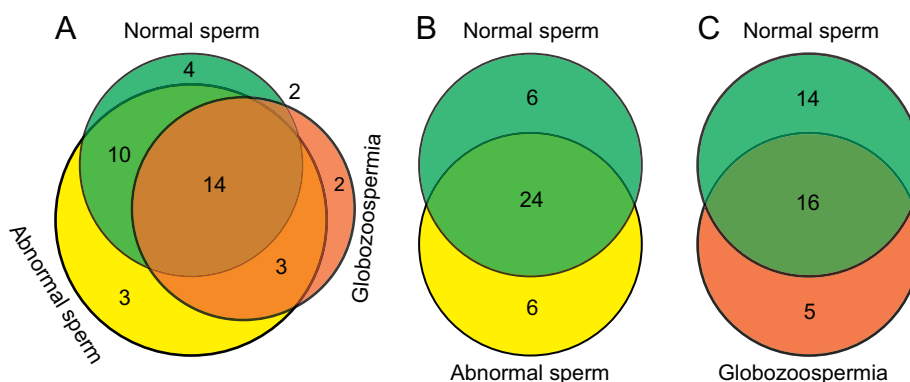 A
Normal sperm
4
2
10
14
2
3
3
Abnormal sperm
Globozoospermia
B
Normal sperm
6
24
6
Abnormal sperm
C
Normal sperm
14
16
5
Globozoospermia